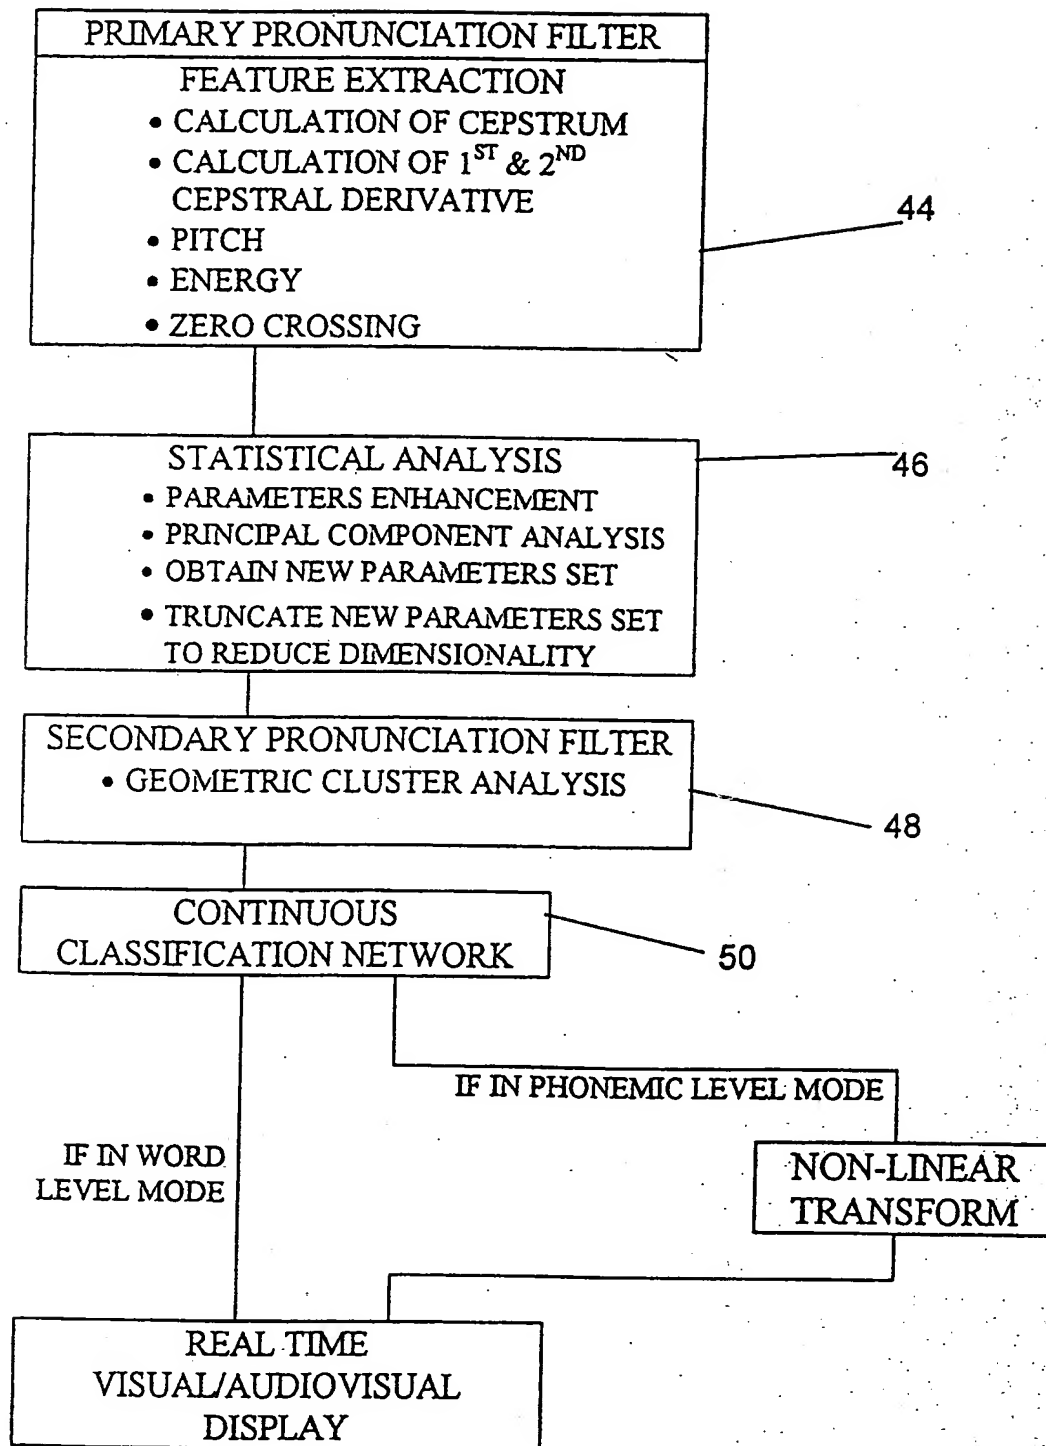 PRIMARY PRONUNCIATION FILTER
FEATURE EXTRACTION
• CALCULATION OF CEPSTRUM
• CALCULATION OF 1ST & 2ND
CEPSTRAL DERIVATIVE
• PITCH
• ENERGY
• ZERO CROSSING
44
STATISTICAL ANALYSIS
• PARAMETERS ENHANCEMENT
• PRINCIPAL COMPONENT ANALYSIS
• OBTAIN NEW PARAMETERS SET
• TRUNCATE NEW PARAMETERS SET
TO REDUCE DIMENSIONALITY
46
SECONDARY PRONUNCIATION FILTER
• GEOMETRIC CLUSTER ANALYSIS
48
CONTINUOUS
CLASSIFICATION NETWORK
50
IF IN PHONEMIC LEVEL MODE
IF IN WORD
LEVEL MODE
NON-LINEAR
TRANSFORM
REAL TIME
VISUAL/AUDIOVISUAL
DISPLAY